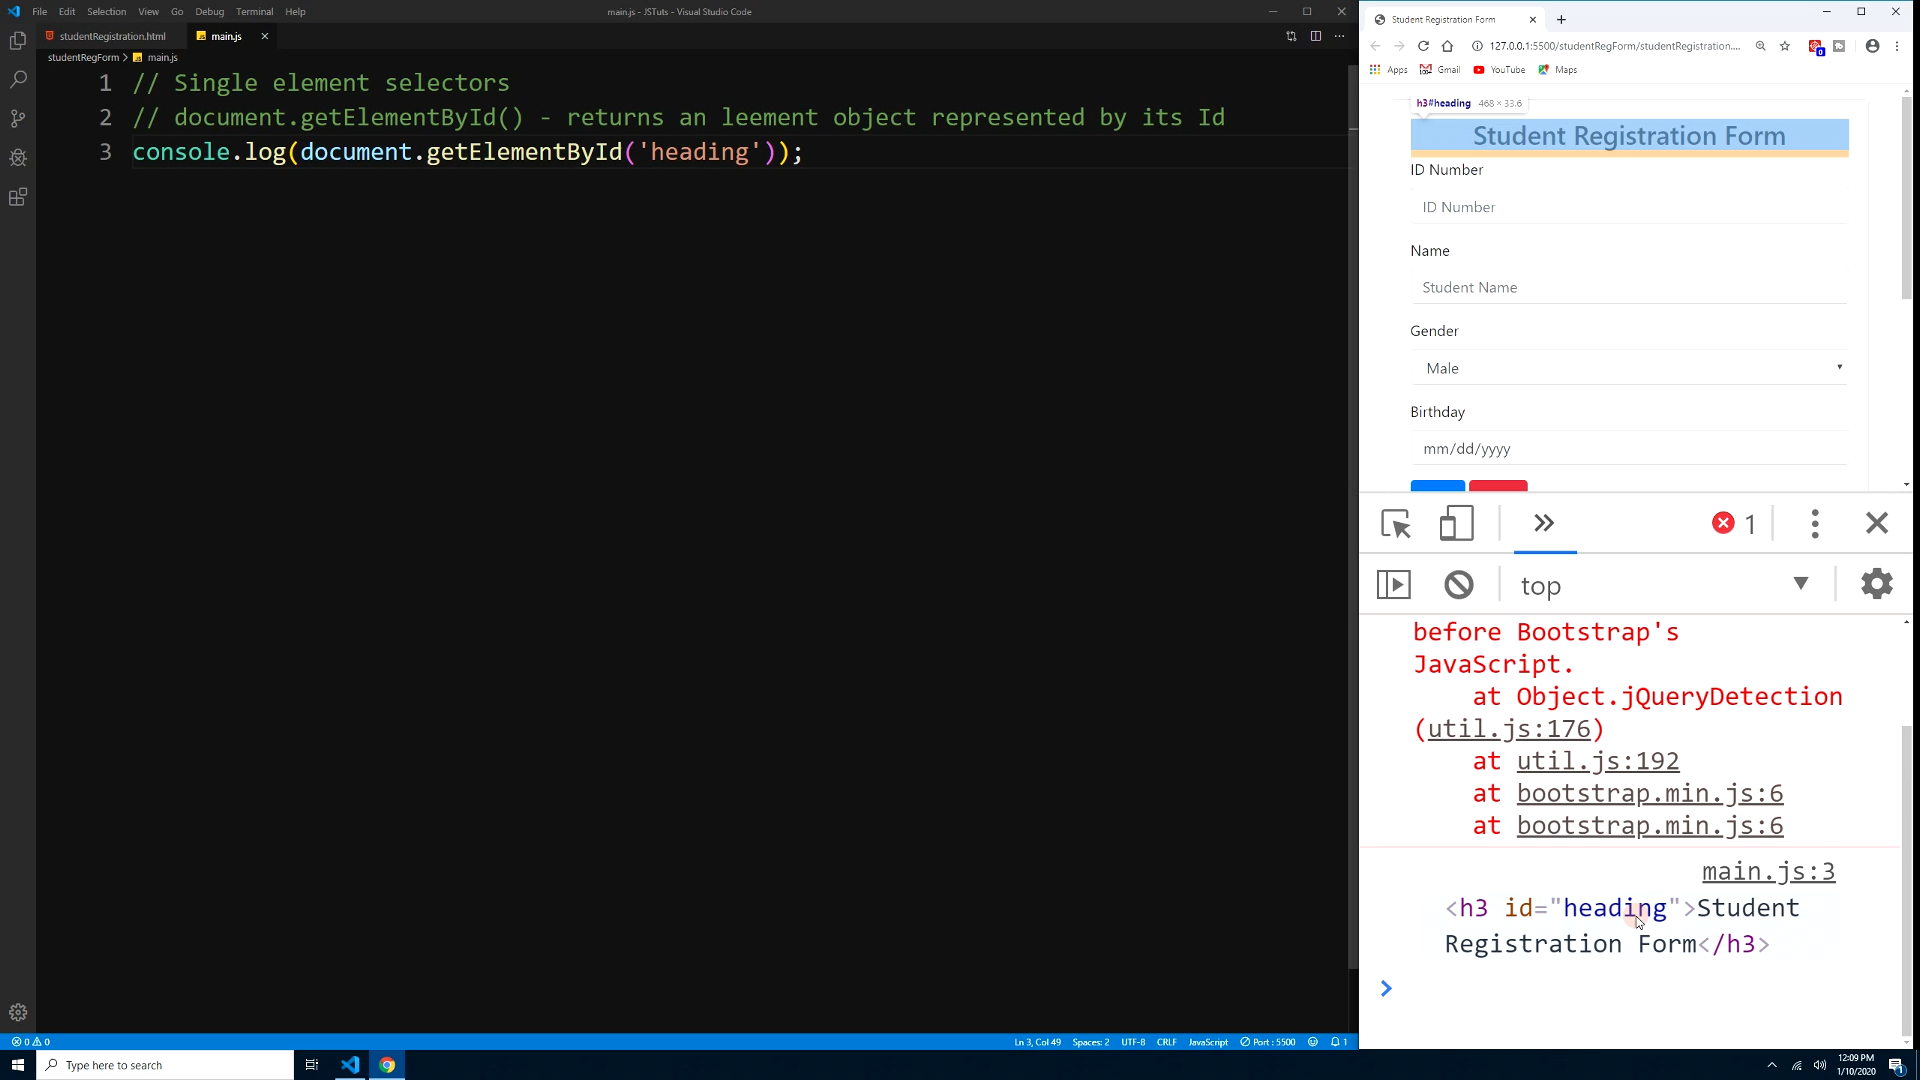 File Edit Selection View Go Debug Terminal Help
main.js - JSTuts - Visual Studio Code
studentRegistration.html
main.js
studentRegForm > main.js
1 // Single element selectors
2 // document.getElementById() - returns an leement object represented by its Id
3 console.log(document.getElementById('heading'));
0 0
Ln 3, Col 49 Spaces: 2 UTF-8 CRLF JavaScript Port : 5500 1
Student Registration Form
127.0.0.1:5500/studentRegForm/studentRegistration....
0
Apps Gmail YouTube Maps
h3#heading 468 × 33.6
Student Registration Form
ID Number
ID Number
Name
Student Name
Gender
Male
Birthday
mm/dd/yyyy
1
top
before Bootstrap's
JavaScript.
at Object.jQueryDetection
(util.js:176)
at util.js:192
at bootstrap.min.js:6
at bootstrap.min.js:6
main.js:3
<h3 id="heading">Student
Registration Form</h3>
Type here to search
12:09 PM
1/10/2020
1